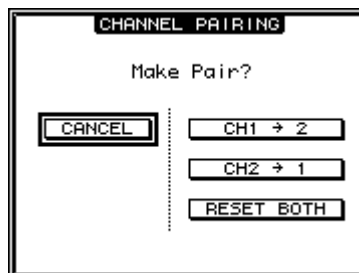 CHANNEL PAIRING
Make Pair?
CANCEL
CH1 → 2
CH2 → 1
RESET BOTH